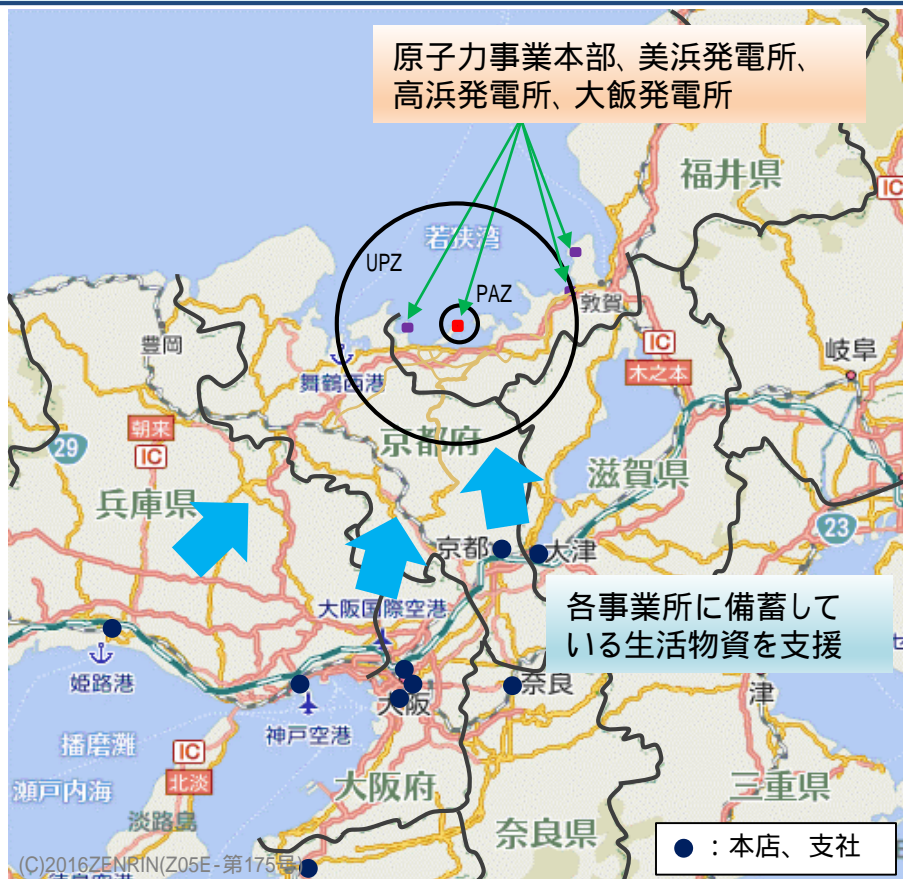 原子力事業本部、美浜発電所、
高浜発電所、大飯発電所
福井県
IC
若狭湾
UPZ
PAZ
敦賀
豊岡
IC
木之本
岐阜
舞鶴西港
朝来
IC
29
京都府
滋賀県
兵庫県
23
京都
大津
大阪国際空港
各事業所に備蓄して
いる生活物資を支援
姫路港
奈良
大阪
津
神戸空港
播磨灘
IC
北淡
瀬戸内海
大阪府
三重県
淡路島
奈良県
●：本店、支社
(C)2016ZENRIN(Z05E-第175号)